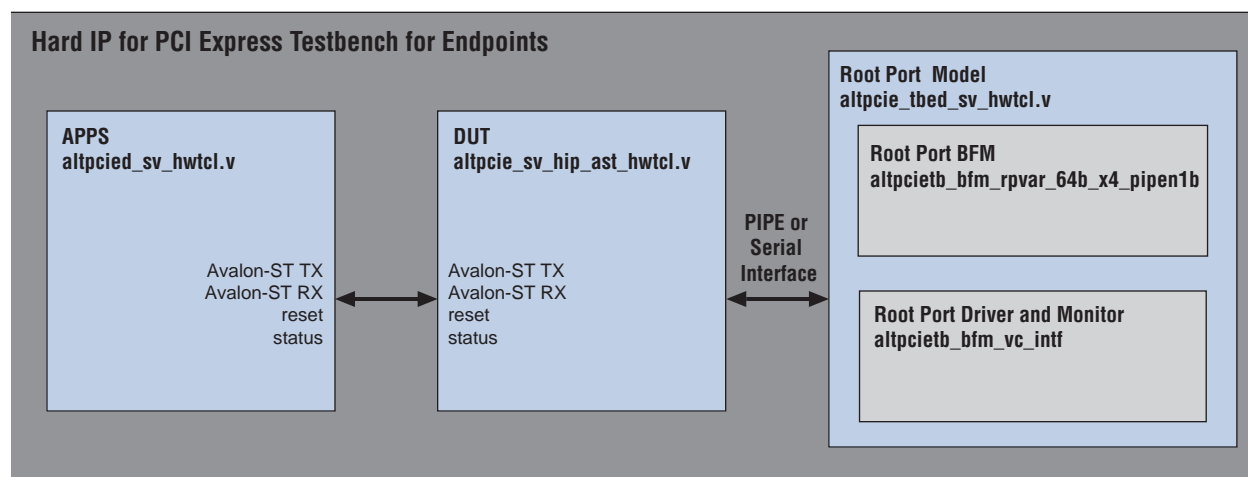 Hard IP for PCI Express Testbench for Endpoints
APPS
altpcied_sv_hwtcl.v
Avalon-ST TX
Avalon-ST RX
reset
status
DUT
altpcie_sv_hip_ast_hwtcl.v
Avalon-ST TX
Avalon-ST RX
reset
status
PIPE or
Serial
Interface
Root Port  Model
altpcie_tbed_sv_hwtcl.v
Root Port BFM
altpcietb_bfm_rpvar_64b_x4_pipen1b
Root Port Driver and Monitor
altpcietb_bfm_vc_intf